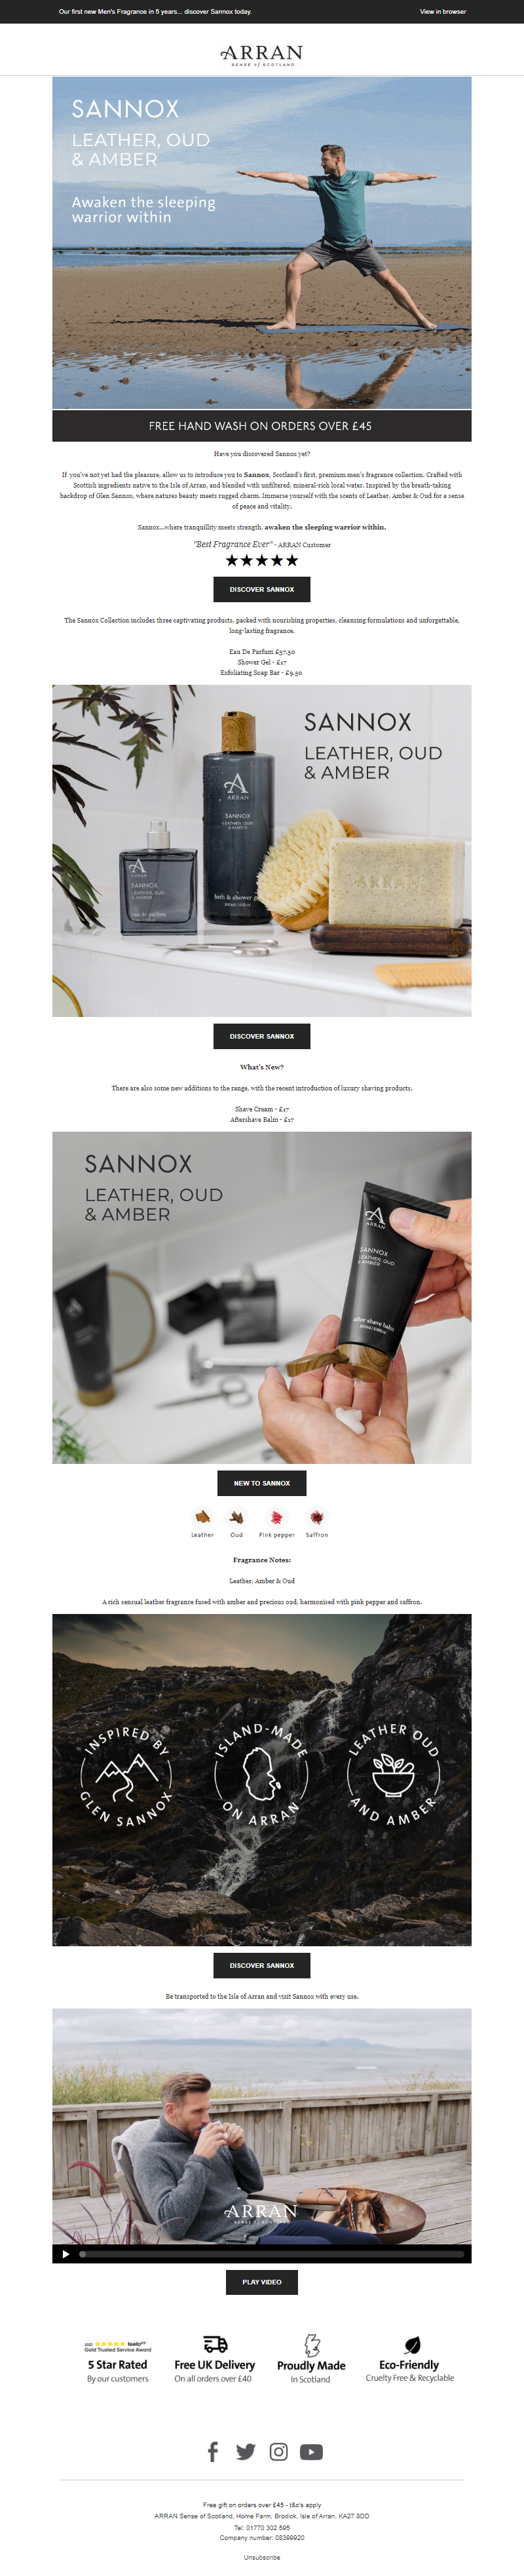 Our first new Men's Fragrance in 5 years... discover Sannox today.
View in browser
ARRAN
SENSE of SCOTLAND
SANNOX
LEATHER, OUD
& AMBER
Awaken the sleeping
warrior within
FREE HAND WASH ON ORDERS OVER £45
Have you discovered Sannox yet?
If you've not yet had the pleasure, allow us to introduce you to Sannox, Scotland's first, premium men's fragrance collection. Crafted with
Scottish ingredients native to the Isle of Arran, and blended with unfiltered, mineral-rich local water. Inspired by the breath-taking
backdrop of Glen Sannox, where natures beauty meets rugged charm. Immerse yourself with the scents of Leather, Amber & Oud for a sense
of peace and vitality.
Sannox...where tranquillity meets strength, awaken the sleeping warrior within.
"Best Fragrance Ever" - ARRAN Customer
DISCOVER SANNOX
The Sannox Collection includes three captivating products, packed with nourishing properties, cleansing formulations and unforgettable,
long-lasting fragrance.
Eau De Parfum £57.50
Shower Gel - £17
Exfoliating Soap Bar - £9.50
SANNOX
LEATHER, OUD
& AMBER
ARRAN
SANNOX
LEATHER, OUD
& AMBER
bath & shower gel
ARRAN
SANNOX
LEATHER, OUD
& AMBER
eau de parfum
ARRAN
DISCOVER SANNOX
What's New?
There are also some new additions to the range, with the recent introduction of luxury shaving products.
Shave Cream - £17
Aftershave Balm - £17
SANNOX
LEATHER, OUD
& AMBER
ARRAN
SANNOX
LEATHER, OUD
& AMBER
after shave balm
NEW TO SANNOX
Leather Oud Pink pepper Saffron
Fragrance Notes:
Leather, Amber & Oud
A rich sensual leather fragrance fused with amber and precious oud, harmonised with pink pepper and saffron.
INSPIRED BY
GLEN SANNOX
ISLAND-MADE
ON ARRAN
LEATHER OUD
AND AMBER
DISCOVER SANNOX
Be transported to the Isle of Arran and visit Sannox with every use.
ARRAN
SENSE of SCOTLAND
PLAY VIDEO
2021 feefo
Gold Trusted Service Award
5 Star Rated
By our customers
Free UK Delivery
On all orders over £40
Proudly Made
In Scotland
Eco-Friendly
Cruelty Free & Recyclable
Free gift on orders over £45 - t&c's apply
ARRAN Sense of Scotland, Home Farm, Brodick, Isle of Arran, KA27 8DD
Tel: 01770 302 595
Company number: 08399920
Unsubscribe